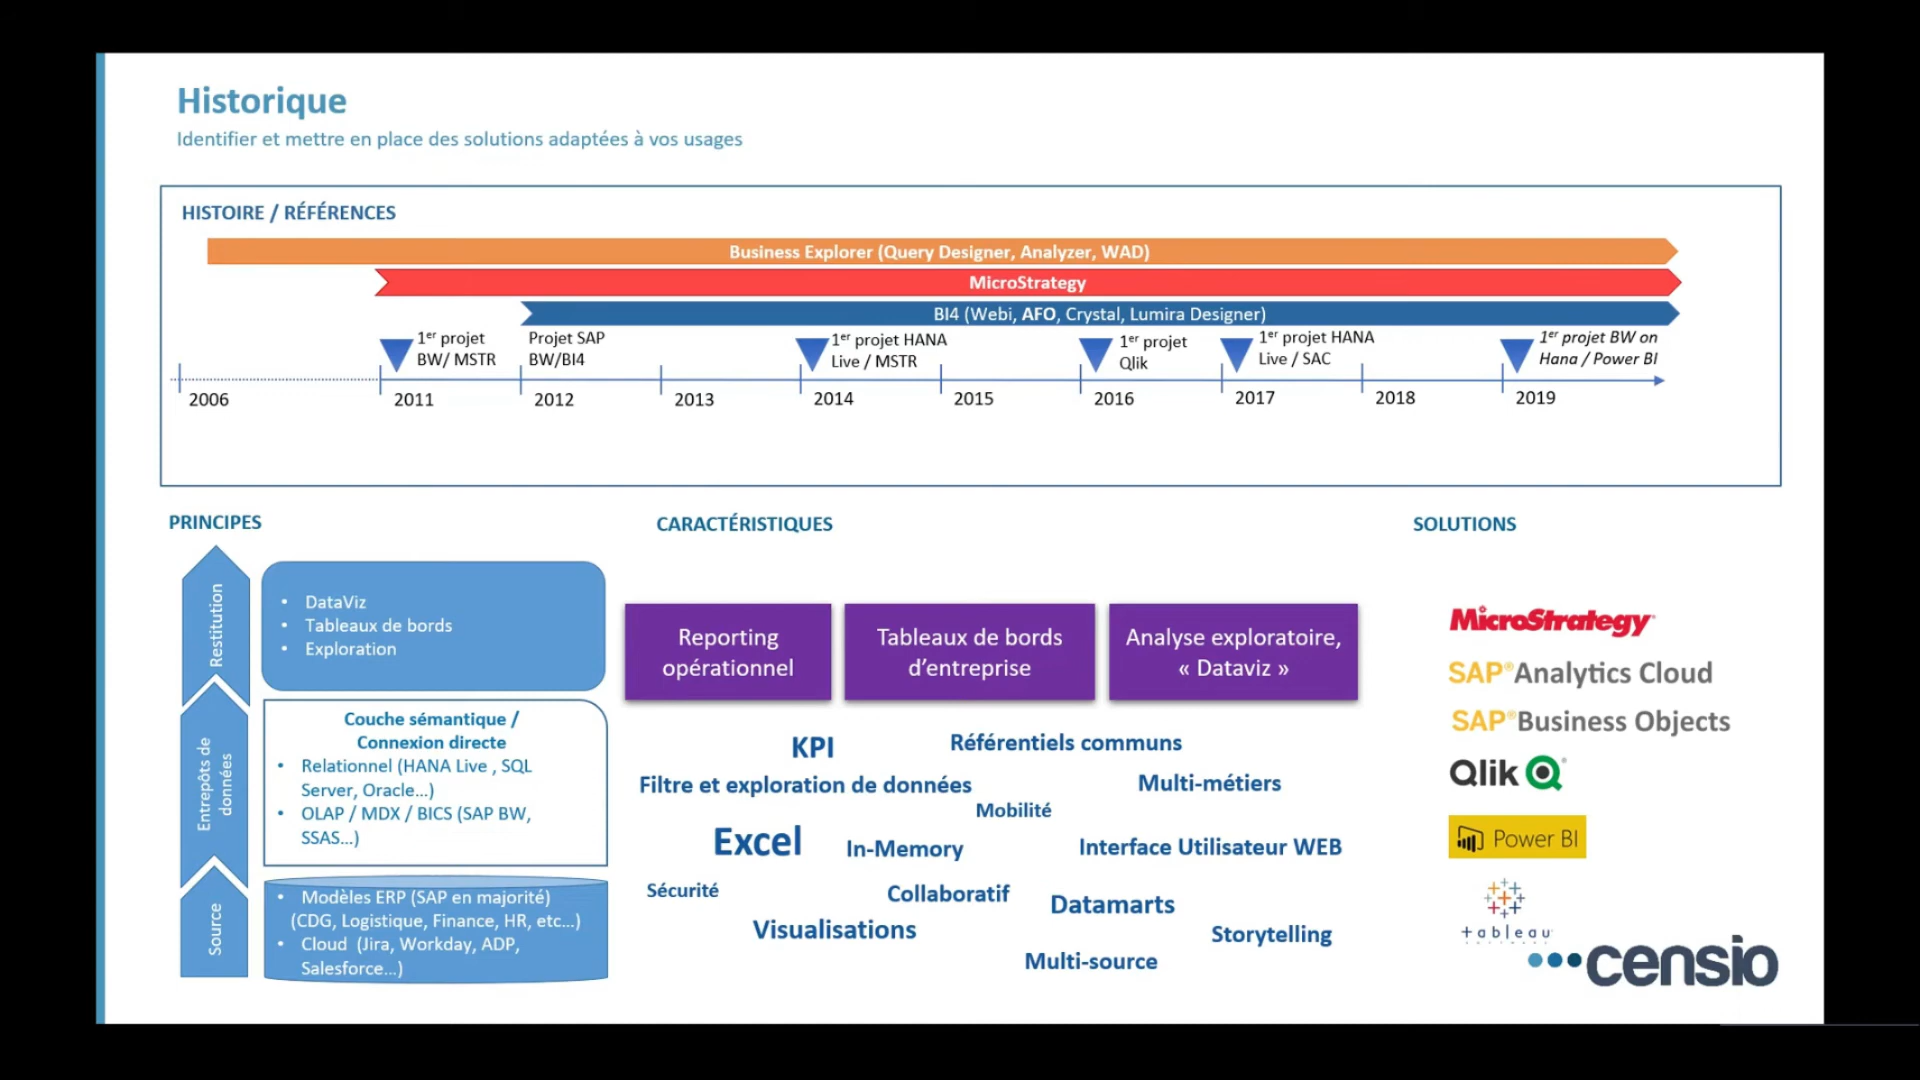 Historique
Identifier et mettre en place des solutions adaptées à vos usages
HISTOIRE / RÉFÉRENCES
Business Explorer (Query Designer, Analyzer, WAD)
MicroStrategy
BI4 (Webi, AFO, Crystal, Lumira Designer)
1er projet
BW/ MSTR
Projet SAP
BW/BI4
1er projet HANA
Live / MSTR
1er projet
Qlik
1er projet HANA
Live / SAC
1er projet BW on
Hana / Power BI
2006
2011
2012
2013
2014
2015
2016
2017
2018
2019
PRINCIPES
Restitution
• DataViz
• Tableaux de bords
• Exploration
Entrepôts de
données
Couche sémantique /
Connexion directe
• Relationnel (HANA Live , SQL
Server, Oracle...)
• OLAP / MDX / BICS (SAP BW,
SSAS...)
Source
• Modèles ERP (SAP en majorité)
(CDG, Logistique, Finance, HR, etc...)
• Cloud (Jira, Workday, ADP,
Salesforce...)
CARACTÉRISTIQUES
Reporting
opérationnel
Tableaux de bords
d’entreprise
Analyse exploratoire,
« Dataviz »
KPI
Référentiels communs
Filtre et exploration de données
Multi-métiers
Mobilité
Excel
In-Memory
Interface Utilisateur WEB
Sécurité
Collaboratif
Datamarts
Visualisations
Storytelling
Multi-source
SOLUTIONS
MicroStrategy
SAP® Analytics Cloud
SAP® Business Objects
Qlik
Power BI
+ableau
censio